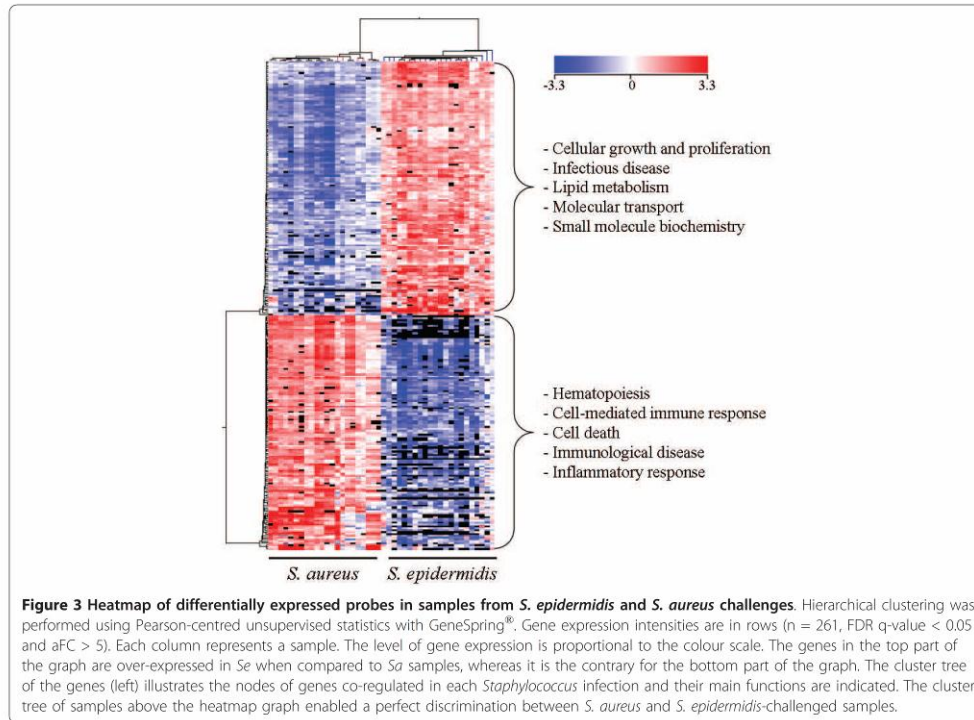 -3.3 0 3.3
- Cellular growth and proliferation
- Infectious disease
- Lipid metabolism
- Molecular transport
- Small molecule biochemistry
- Hematopoiesis
- Cell-mediated immune response
- Cell death
- Immunological disease
- Inflammatory response
S. aureus S. epidermidis
Figure 3 Heatmap of differentially expressed probes in samples from S. epidermidis and S. aureus challenges. Hierarchical clustering was
performed using Pearson-centred unsupervised statistics with GeneSpring®. Gene expression intensities are in rows (n = 261, FDR q-value < 0.05
and aFC > 5). Each column represents a sample. The level of gene expression is proportional to the colour scale. The genes in the top part of
the graph are over-expressed in Se when compared to Sa samples, whereas it is the contrary for the bottom part of the graph. The cluster tree
of the genes (left) illustrates the nodes of genes co-regulated in each Staphylococcus infection and their main functions are indicated. The cluster
tree of samples above the heatmap graph enabled a perfect discrimination between S. aureus and S. epidermidis-challenged samples.